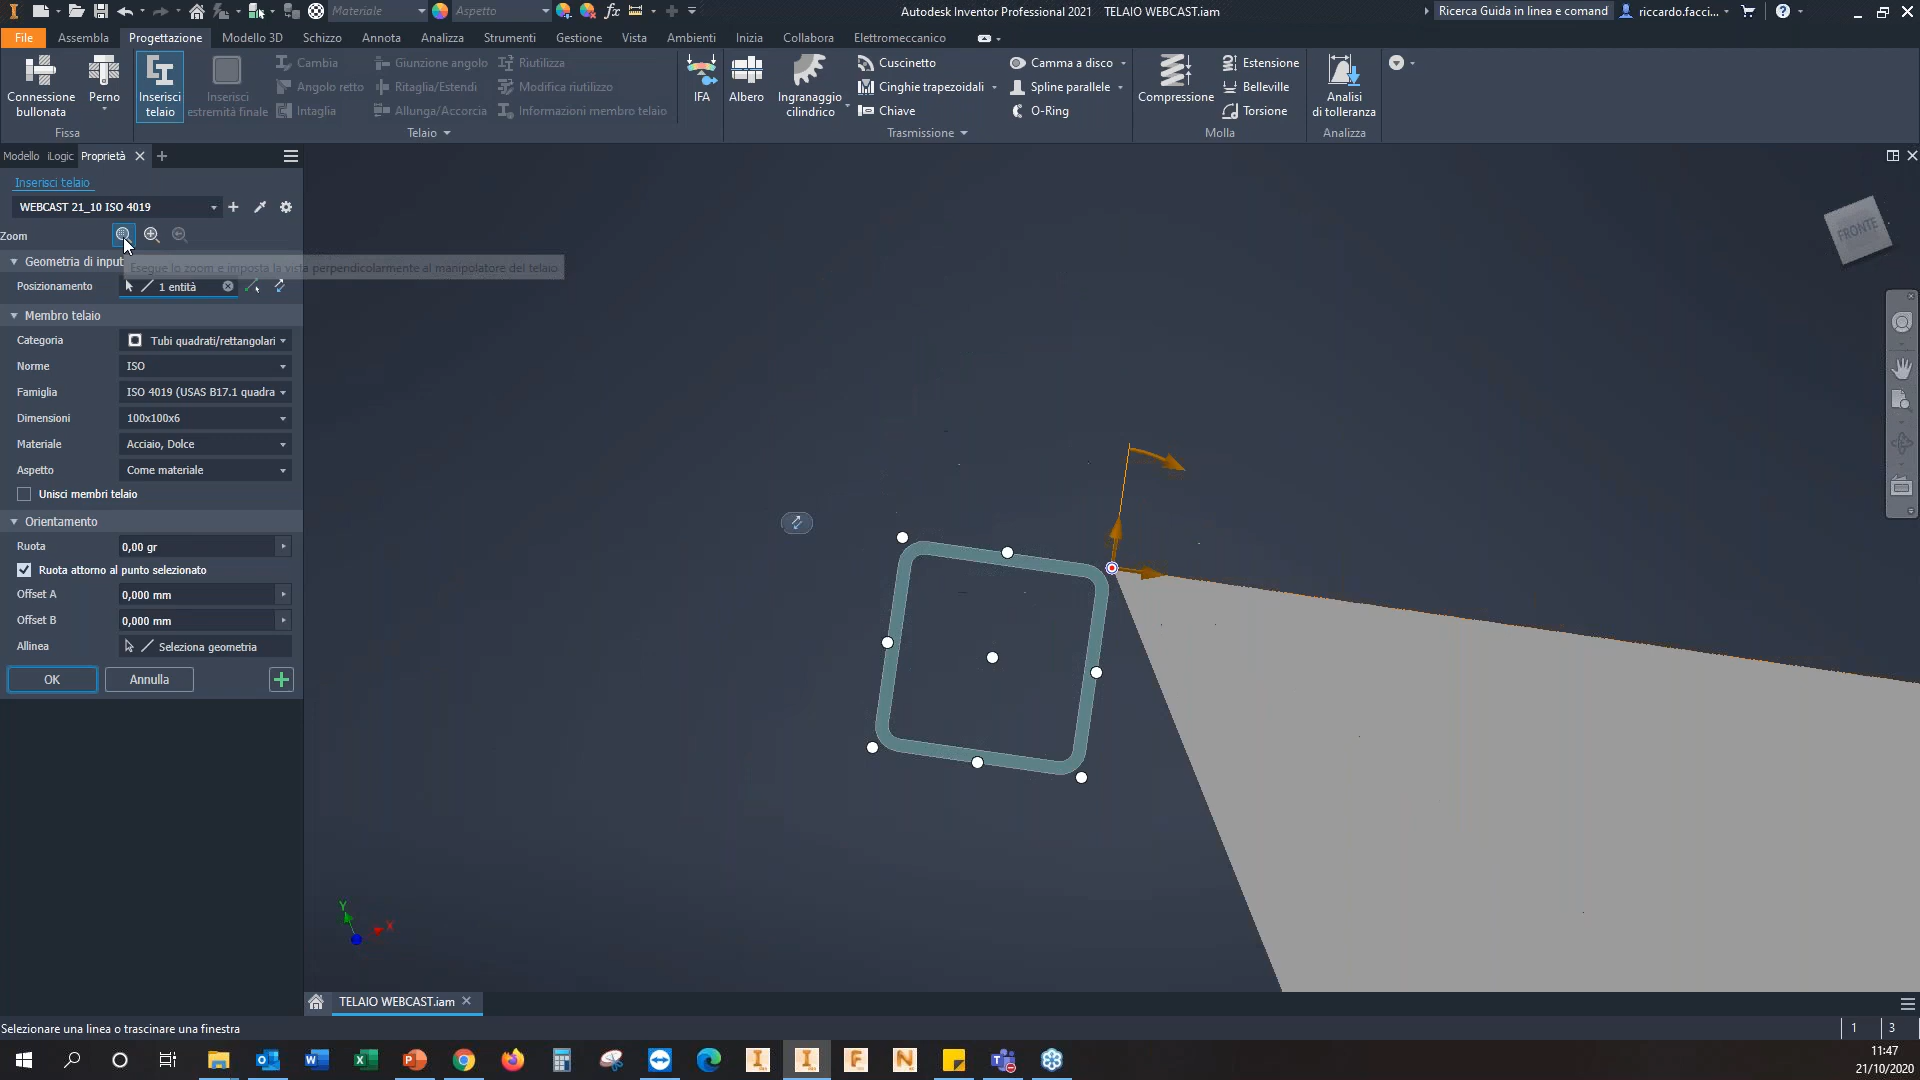 Materiale
Aspetto
Autodesk Inventor Professional 2021 TELAIO WEBCAST.iam
Ricerca Guida in linea e comand
riccardo.facci...
File
Assembla
Progettazione
Modello 3D
Schizzo
Annota
Analizza
Strumenti
Gestione
Vista
Ambienti
Inizia
Collabora
Elettromeccanico
Connessione
bullonata
Perno
Fissa
Inserisci
telaio
Inserisci
estremità finale
Cambia
Angolo retto
Intaglia
Giunzione angolo
Ritaglia/Estendi
Allunga/Accorcia
Riutilizza
Modifica riutilizzo
Informazioni membro telaio
Telaio
IFA
Albero
Ingranaggio
cilindrico
Cuscinetto
Cinghie trapezoidali
Chiave
Camma a disco
Spline parallele
O-Ring
Trasmissione
Compressione
Estensione
Belleville
Torsione
Molla
Analisi
di tolleranza
Analizza
Modello iLogic Proprietà
Inserisci telaio
WEBCAST 21_10 ISO 4019
Zoom
Esegue lo zoom e imposta la vista perpendicolarmente al manipolatore del telaio
Geometria di input
Posizionamento 1 entità
Membro telaio
Categoria Tubi quadrati/rettangolari
Norme ISO
Famiglia ISO 4019 (USAS B17.1 quadra
Dimensioni 100x100x6
Materiale Acciaio, Dolce
Aspetto Come materiale
Unisci membri telaio
Orientamento
Ruota 0,00 gr
Ruota attorno al punto selezionato
Offset A 0,000 mm
Offset B 0,000 mm
Allinea Seleziona geometria
OK Annulla
FRONTE
Y
X
TELAIO WEBCAST.iam
Selezionare una linea o trascinare una finestra
1 3
11:47
21/10/2020